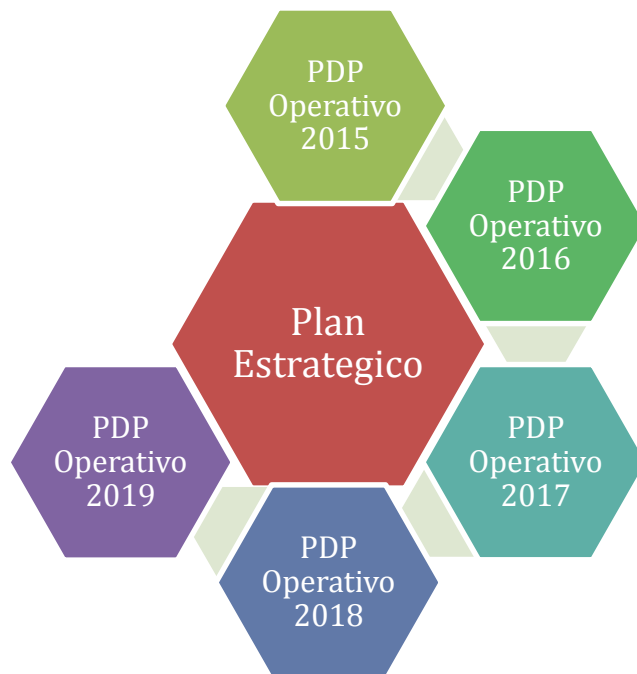 PDP
Operativo
2015
PDP
Operativo
2016
Plan
Estrategico
PDP
Operativo
2019
PDP
Operativo
2017
PDP
Operativo
2018